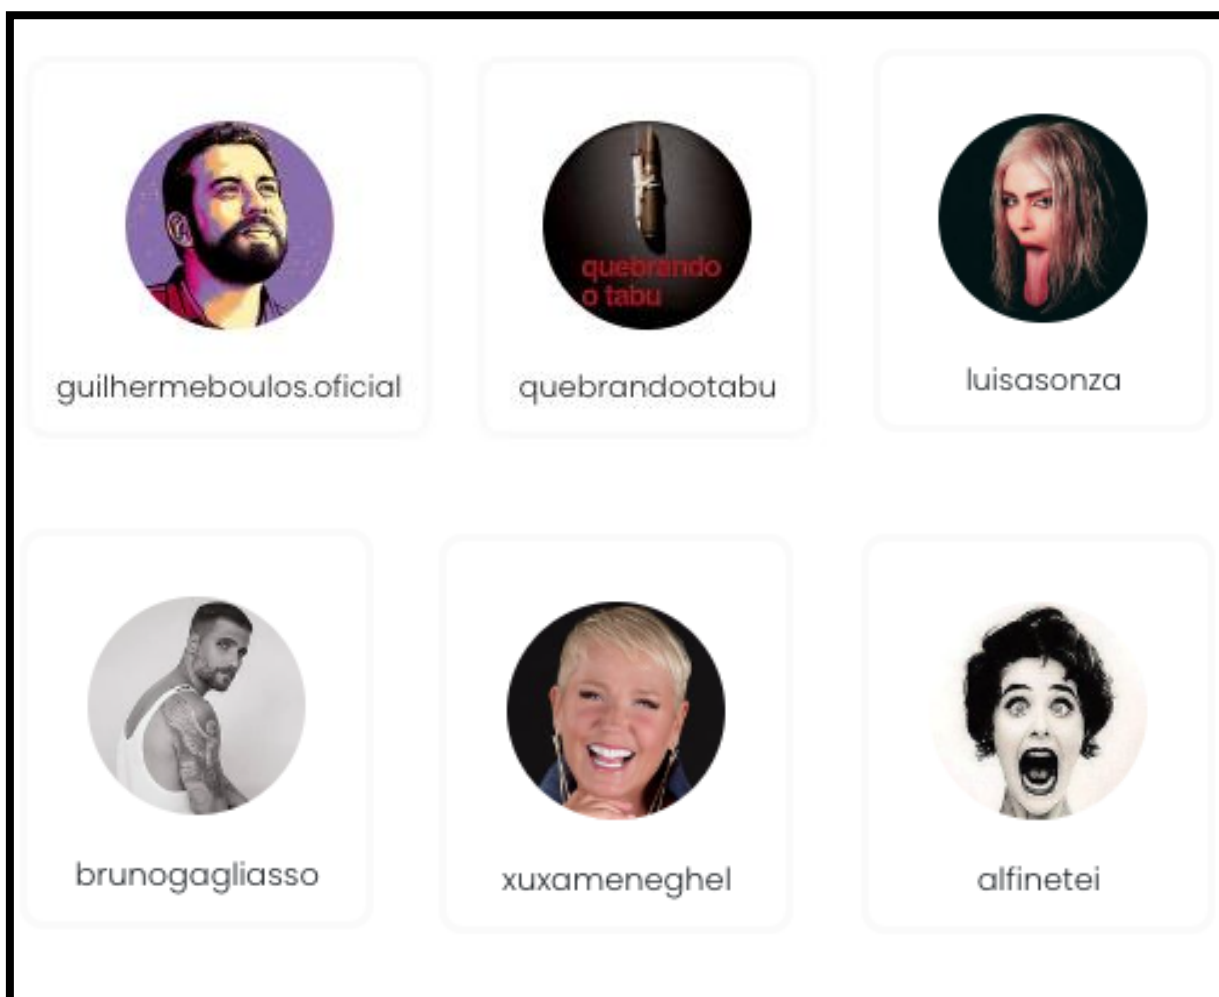 quebrando
o tabu
guilhermeboulos.oficial
quebrandootabu
luisasonza
brunogagliasso
xuxameneghel
alfinetei